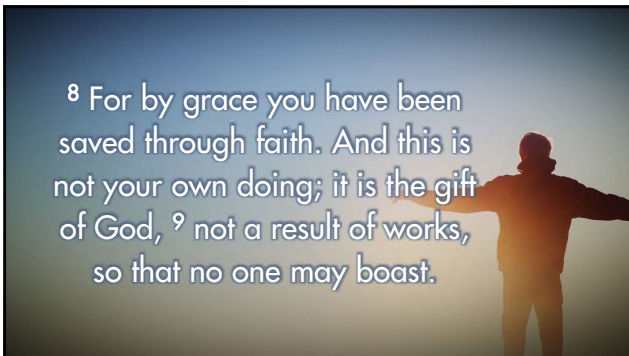 8 For by grace you have been
saved through faith. And this is
not your own doing; it is the gift
of God, 9 not a result of works,
so that no one may boast.